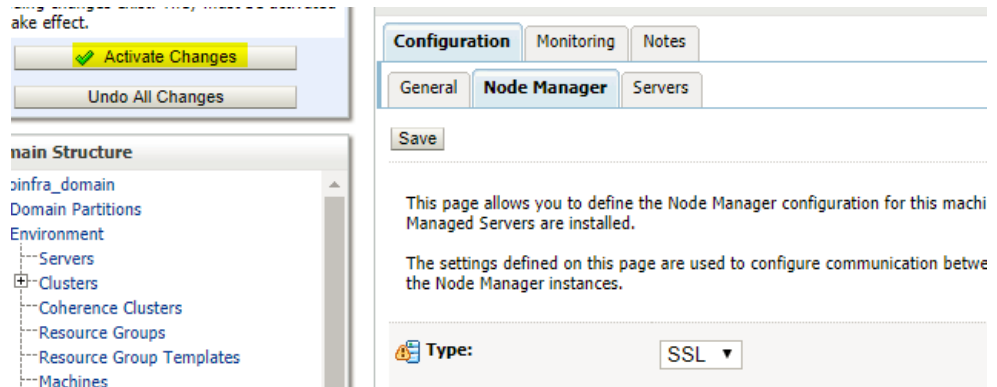 ake effect.
Activate Changes
Undo All Changes
main Structure
oinfra_domain
Domain Partitions
Environment
Servers
Clusters
Coherence Clusters
Resource Groups
Resource Group Templates
Machines
Configuration Monitoring Notes
General Node Manager Servers
Save
This page allows you to define the Node Manager configuration for this machi
Managed Servers are installed.
The settings defined on this page are used to configure communication betwe
the Node Manager instances.
Type: SSL